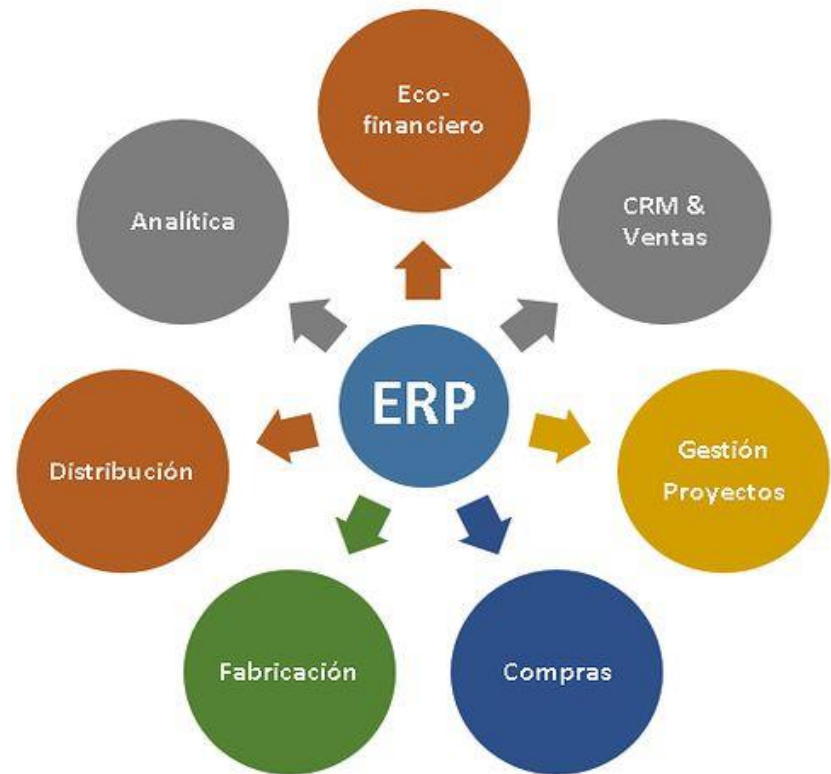 Eco-
financiero
Analítica
CRM &
Ventas
ERP
Distribución
Gestión
Proyectos
Fabricación
Compras